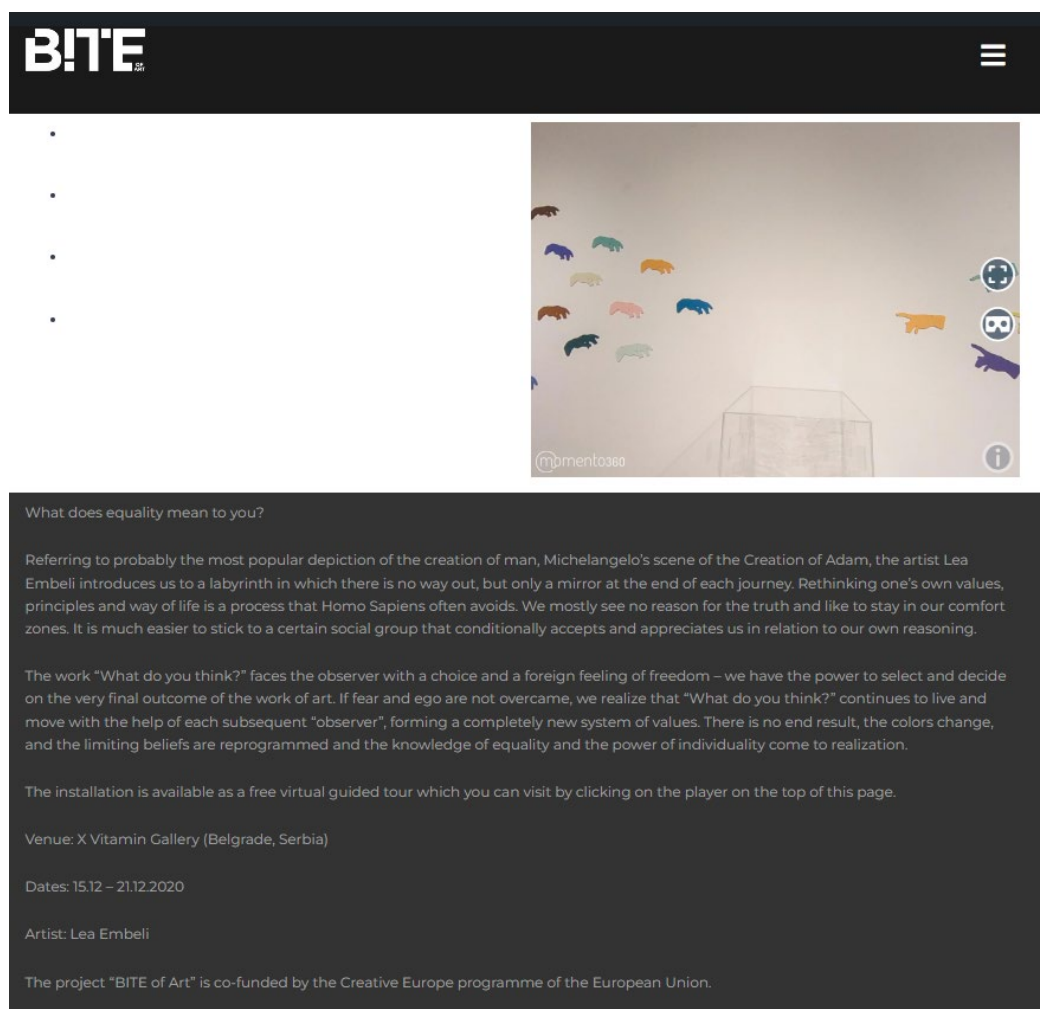 B!TE
OF
ART
momento360
What does equality mean to you?
Referring to probably the most popular depiction of the creation of man, Michelangelo's scene of the Creation of Adam, the artist Lea
Embeli introduces us to a labyrinth in which there is no way out, but only a mirror at the end of each journey. Rethinking one's own values,
principles and way of life is a process that Homo Sapiens often avoids. We mostly see no reason for the truth and like to stay in our comfort
zones. It is much easier to stick to a certain social group that conditionally accepts and appreciates us in relation to our own reasoning.
The work "What do you think?" faces the observer with a choice and a foreign feeling of freedom – we have the power to select and decide
on the very final outcome of the work of art. If fear and ego are not overcame, we realize that "What do you think?" continues to live and
move with the help of each subsequent "observer", forming a completely new system of values. There is no end result, the colors change,
and the limiting beliefs are reprogrammed and the knowledge of equality and the power of individuality come to realization.
The installation is available as a free virtual guided tour which you can visit by clicking on the player on the top of this page.
Venue: X Vitamin Gallery (Belgrade, Serbia)
Dates: 15.12 – 21.12.2020
Artist: Lea Embeli
The project "BITE of Art" is co-funded by the Creative Europe programme of the European Union.